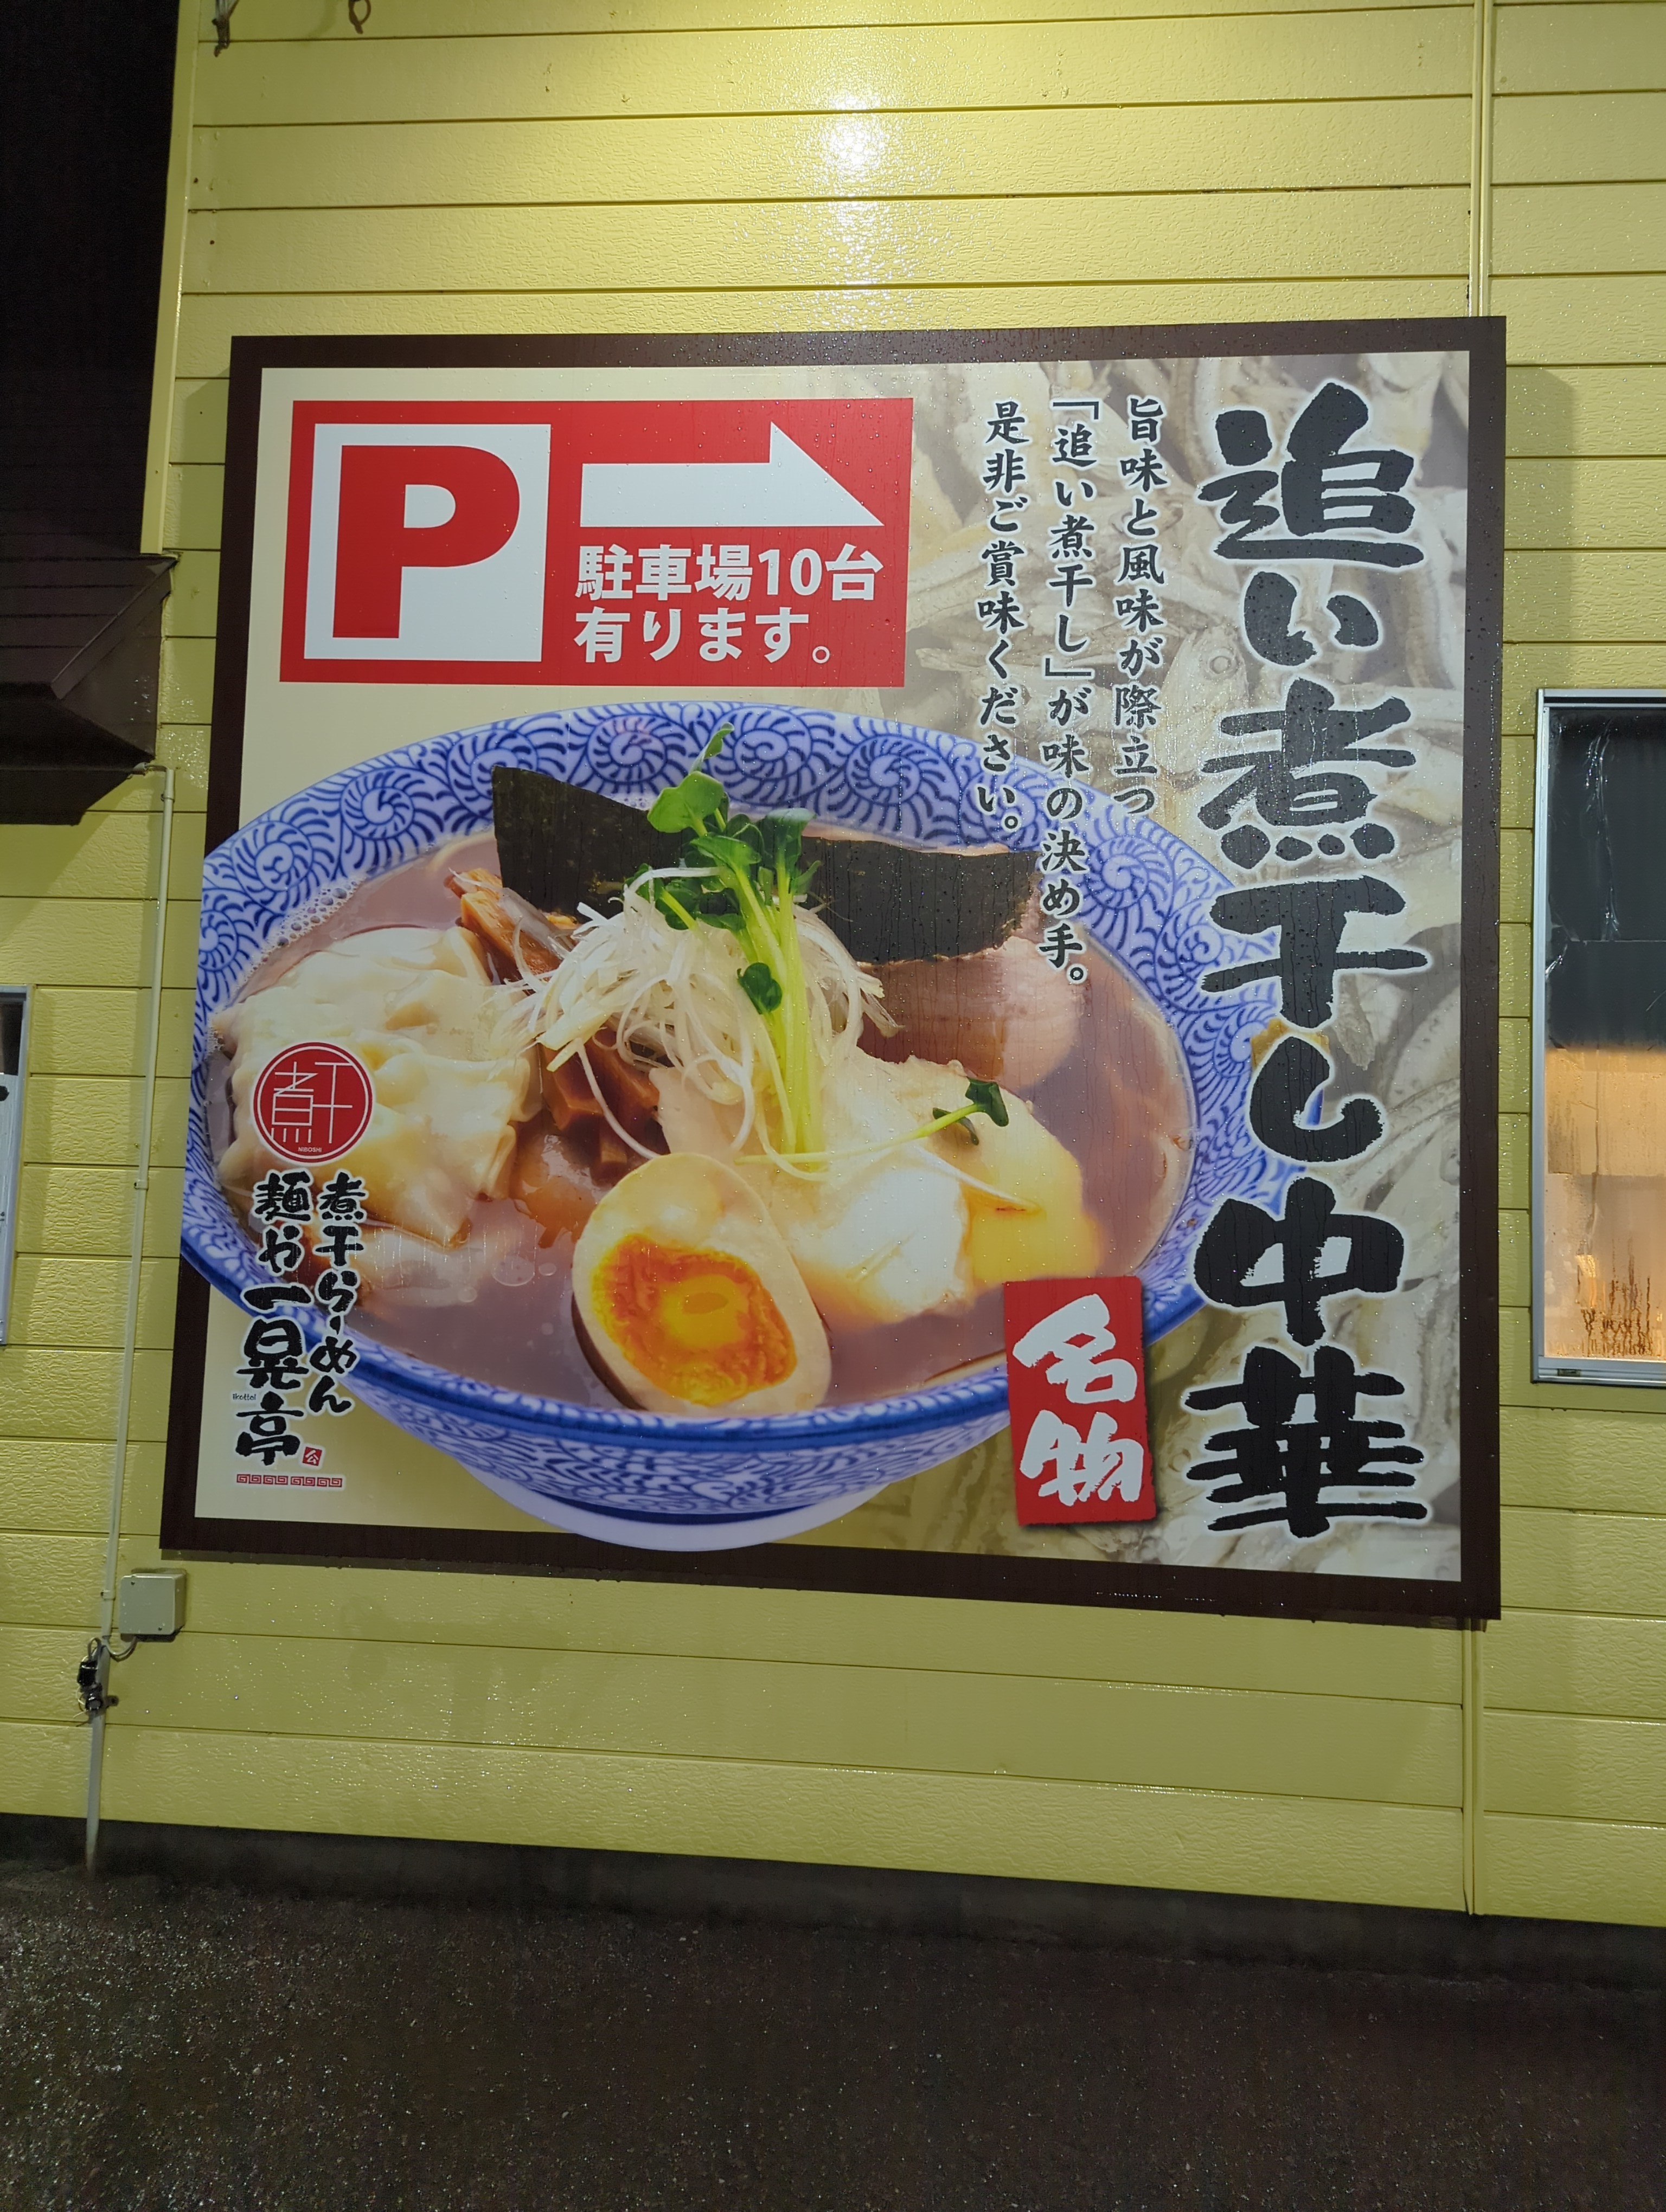 追い煮干し中華
旨味と風味が際立つ
「追い煮干し」が味の決め手。
是非ご賞味ください。
P
駐車場10台
有ります。
名物
煮干
NIBOSHI
煮干らーめん
麺や一晃亭
Ikottei